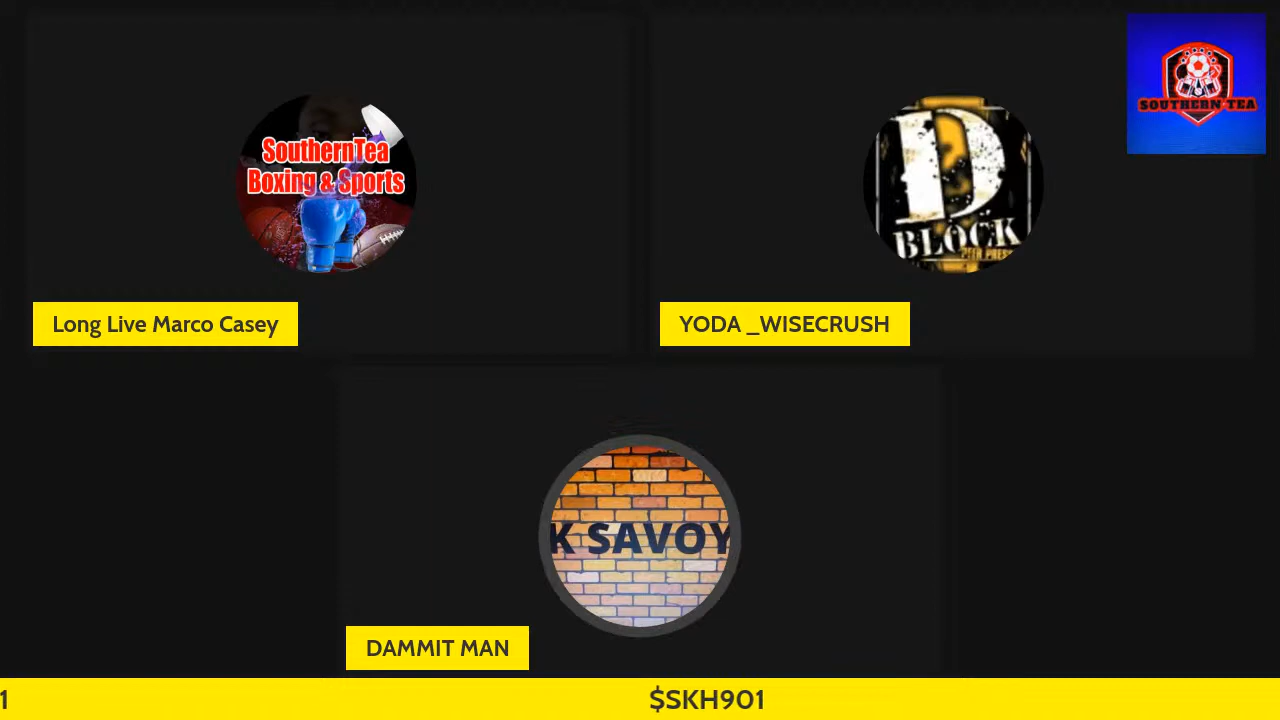 SOUTHERN TEA
SouthernTea
Boxing & Sports
D
BLOCK
Long Live Marco Casey
YODA _WISECRUSH
K SAVOY
DAMMIT MAN
1
$SKH901